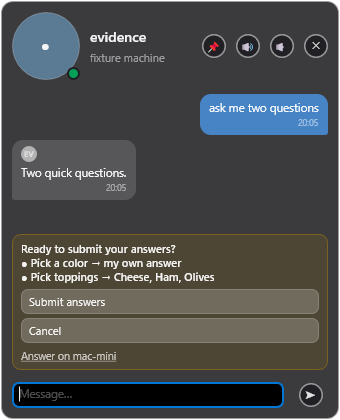 evidence
fixture machine
ask me two questions
20:05
EV
Two quick questions.
20:05
Ready to submit your answers?
● Pick a color → my own answer
● Pick toppings → Cheese, Ham, Olives
Submit answers
Cancel
Answer on mac-mini
Message...